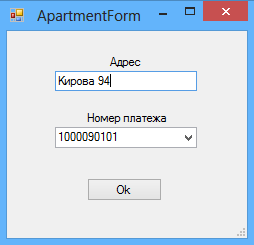 ApartmentForm
Адрес
Кирова 94
Номер платежа
1000090101
Ok